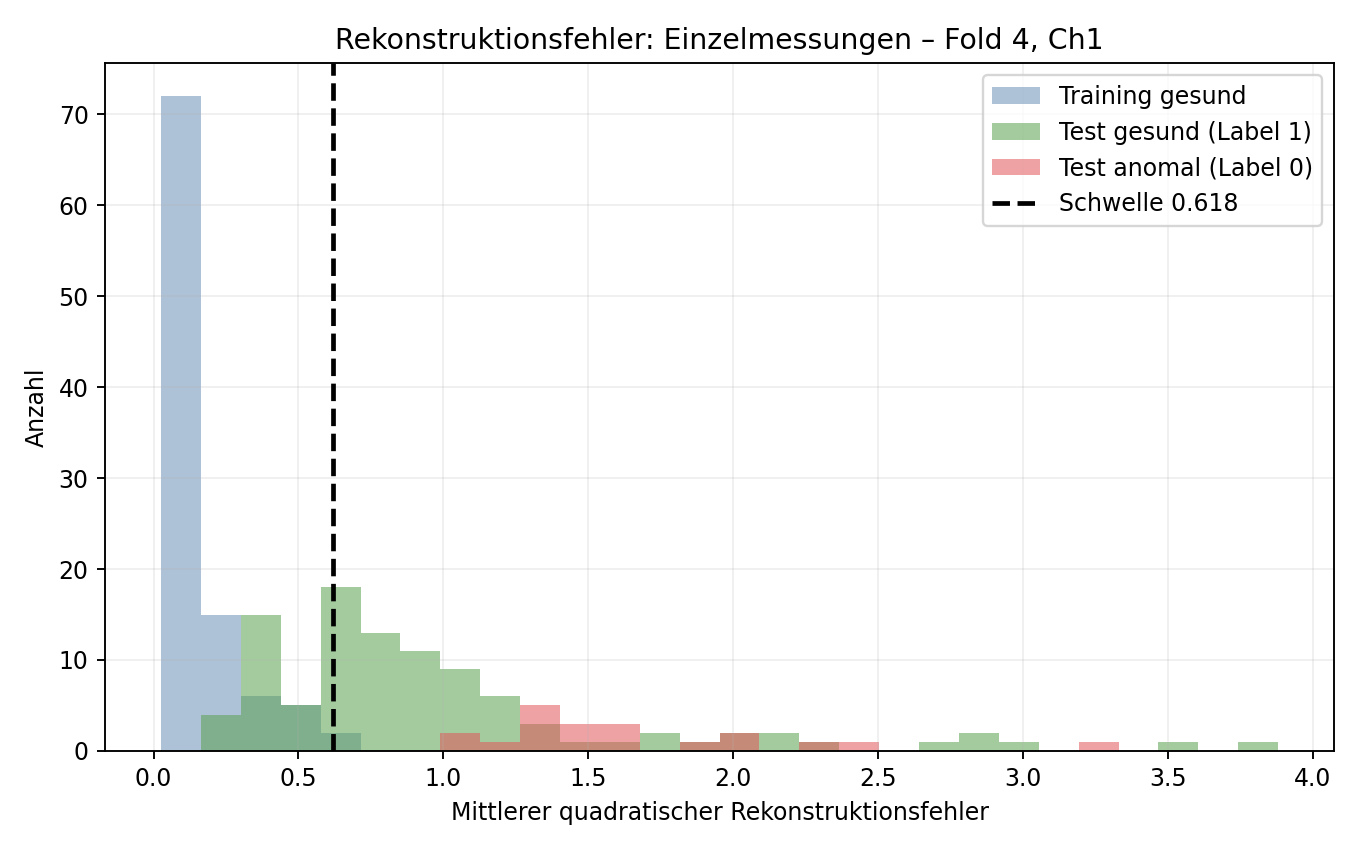 Rekonstruktionsfehler: Einzelmessungen – Fold 4, Ch1
Training gesund
Test gesund (Label 1)
Test anomal (Label 0)
Schwelle 0.618
Anzahl
70
60
50
40
30
20
10
0
0.0 0.5 1.0 1.5 2.0 2.5 3.0 3.5 4.0
Mittlerer quadratischer Rekonstruktionsfehler